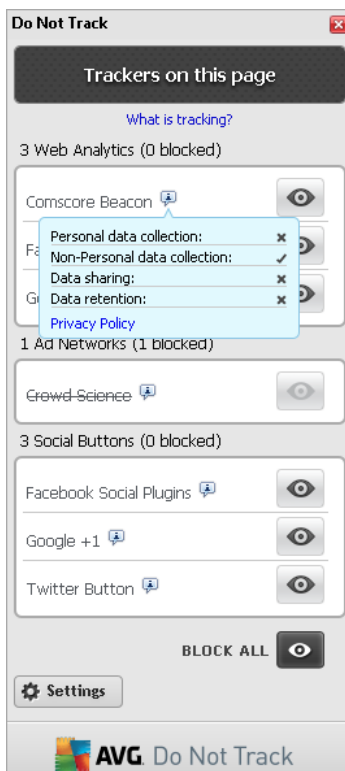 Do Not Track
Trackers on this page
What is tracking?
3 Web Analytics (0 blocked)
Comscore Beacon
Personal data collection:
Non-Personal data collection:
Data sharing:
Data retention:
Privacy Policy
1 Ad Networks (1 blocked)
Crowd Science
3 Social Buttons (0 blocked)
Facebook Social Plugins
Google +1
Twitter Button
BLOCK ALL
Settings
AVG. Do Not Track